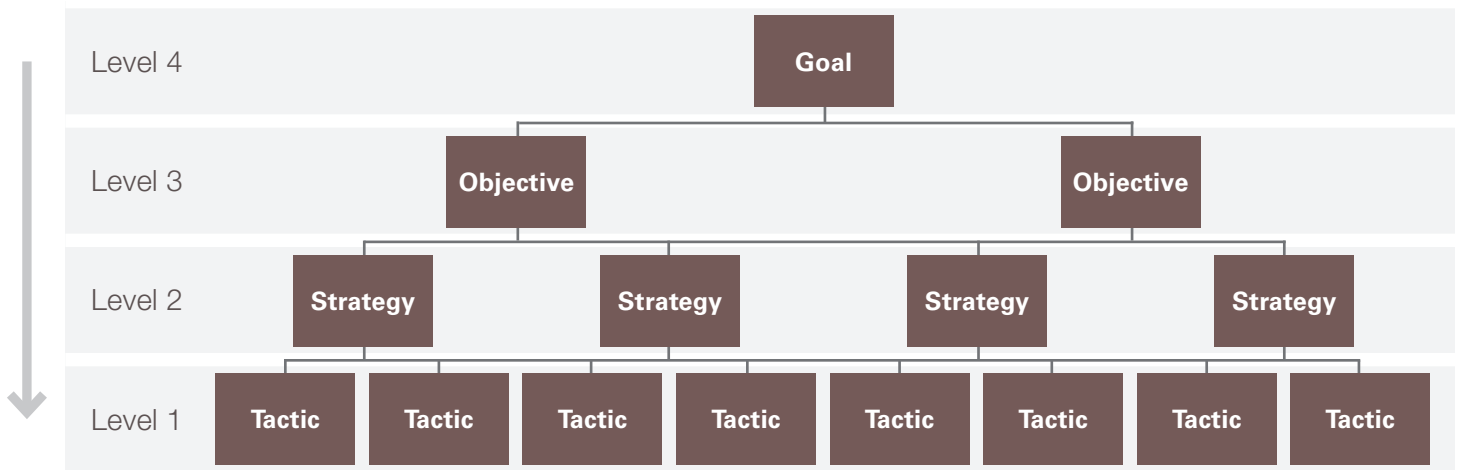 Level 4
Goal
Level 3
Objective
Objective
Level 2
Strategy
Strategy
Strategy
Strategy
Level 1
Tactic
Tactic
Tactic
Tactic
Tactic
Tactic
Tactic
Tactic